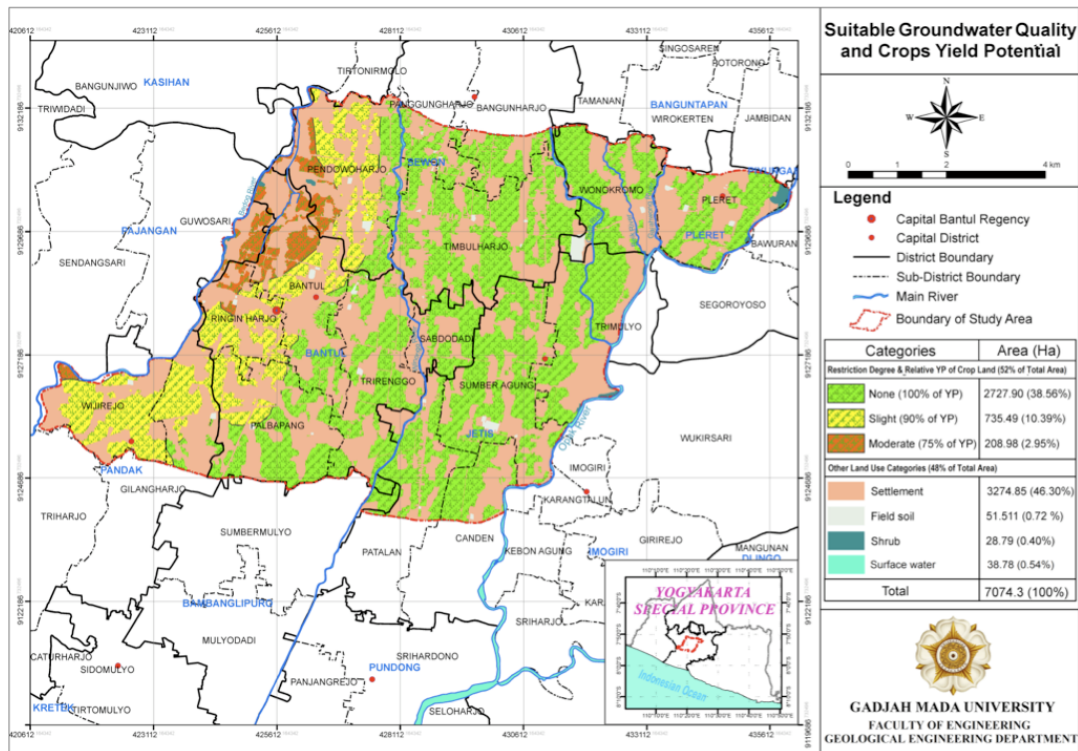 Suitable Groundwater Quality
and Crops Yield Potential
N
W
E
S
0 1 2 4 km
Legend
Capital Bantul Regency
Capital District
District Boundary
Sub-District Boundary
Main River
Boundary of Study Area
Categories Area (Ha)
Restriction Degree & Relative YP of Crop Land (52% of Total Area)
None (100% of YP) 2727.90 (38.56%)
Slight (90% of YP) 735.49 (10.39%)
Moderate (75% of YP) 208.98 (2.95%)
Other Land Use Categories (48% of Total Area)
Settlement 3274.85 (46.30%)
Field soil 51.511 (0.72 %)
Shrub 28.79 (0.40%)
Surface water 38.78 (0.54%)
Total 7074.3 (100%)
GADJAH MADA UNIVERSITY
FACULTY OF ENGINEERING
GEOLOGICAL ENGINEERING DEPARTMENT
420612 423112 425612 428112 430612 433112 435612
9132186
9129686
9127186
9124686
9122186
9119686
SINGOSAREN
POTORONO
TIRTONIRMOLO
KASIHAN
BANGUNJIWO
TRIWIDADI
PANGGUNGHARJO
BANGUNHARJO
TAMANAN
BANGUNTAPAN
WIROKERTEN
JAMBIDAN
SEWON
PENDOWOHARJO
WONOKROMO
PLERET
PLERET
GUWOSARI
PAJANGAN
SENDANGSARI
TIMBULHARJO
BAWURAN
BANTUL
SEGOROYOSO
RINGIN HARJO
TRIMULYO
SABDODADI
BANTUL
TRIRENGGO
SUMBER AGUNG
WIJIREJO
PALBAPANG
JETIS
WUKIRSARI
PANDAK
GILANGHARJO
IMOGIRI
KARANGTALUN
TRIHARJO
SUMBERMULYO
PATALAN
CANDEN
KEBON AGUNG
IMOGIRI
GIRIREJO
MANGUNAN
DLINGO
BAMBANGLIPURO
MULYODADI
SRIHARJO
CATURHARJO
SIDOMULYO
SRIHARDONO
PUNDONG
PANJANGREJO
KRETEK
TIRTOMULYO
SELOHARJO
YOGYAKARTA
SPECIAL PROVINCE
Indonesian Ocean